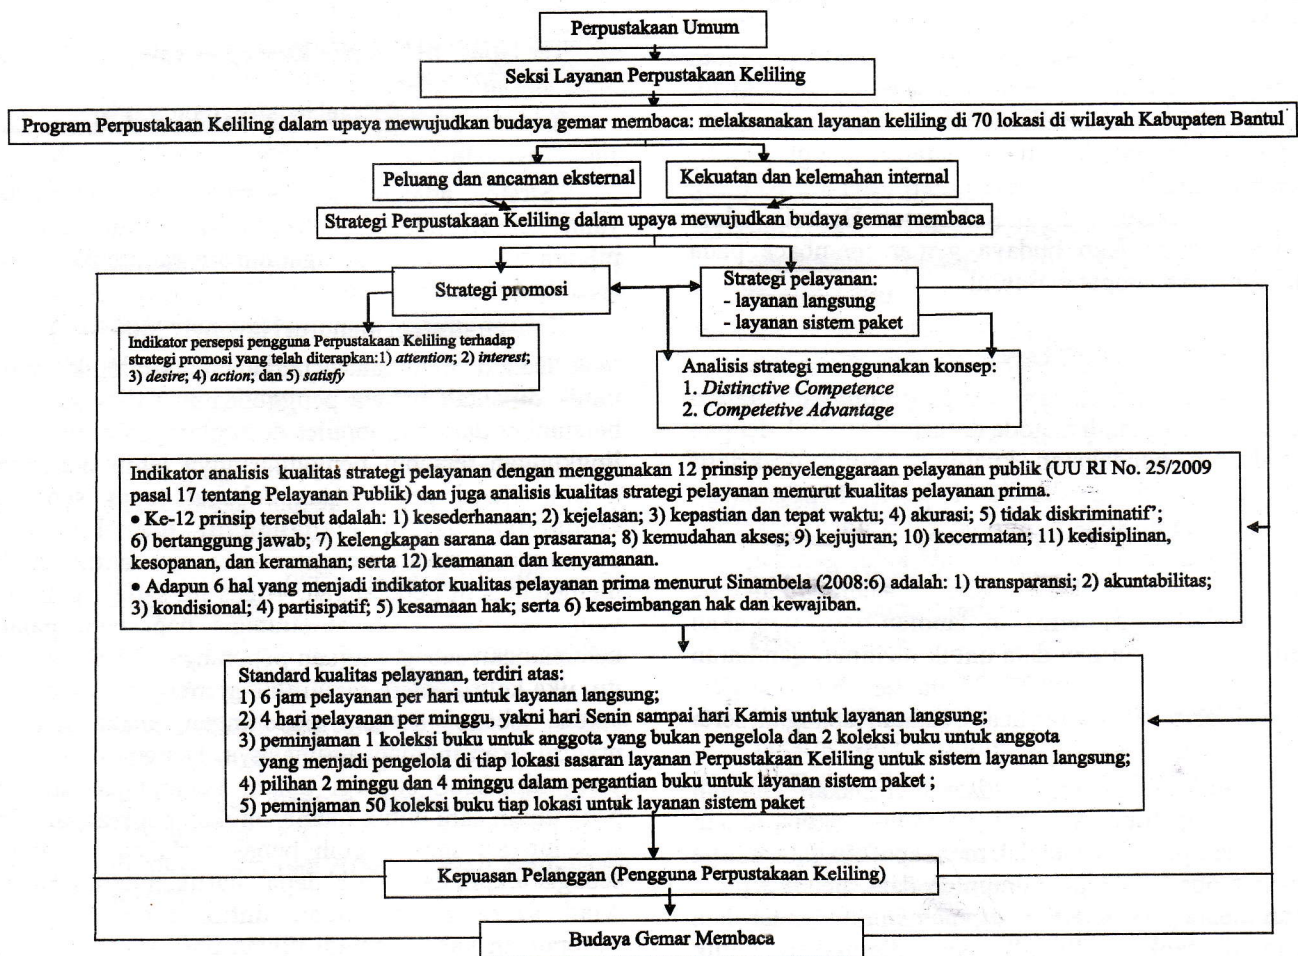 Perpustakaan Umum
Seksi Layanan Perpustakaan Keliling
Program Perpustakaan Keliling dalam upaya mewujudkan budaya gemar membaca: melaksanakan layanan keliling di 70 lokasi di wilayah Kabupaten Bantul
Peluang dan ancaman eksternal
Kekuatan dan kelemahan internal
Strategi Perpustakaan Keliling dalam upaya mewujudkan budaya gemar membaca
Strategi promosi
Strategi pelayanan:
- layanan langsung
- layanan sistem paket
Indikator persepsi pengguna Perpustakaan Keliling terhadap
strategi promosi yang telah diterapkan:1) attention; 2) interest;
3) desire; 4) action; dan 5) satisfy
Analisis strategi menggunakan konsep:
1. Distinctive Competence
2. Competetive Advantage
Indikator analisis kualitas strategi pelayanan dengan menggunakan 12 prinsip penyelenggaraan pelayanan publik (UU RI No. 25/2009
pasal 17 tentang Pelayanan Publik) dan juga analisis kualitas strategi pelayanan menurut kualitas pelayanan prima.
• Ke-12 prinsip tersebut adalah: 1) kesederhanaan; 2) kejelasan; 3) kepastian dan tepat waktu; 4) akurasi; 5) tidak diskriminatif’;
6) bertanggung jawab; 7) kelengkapan sarana dan prasarana; 8) kemudahan akses; 9) kejujuran; 10) kecermatan; 11) kedisiplinan,
kesopanan, dan keramahan; serta 12) keamanan dan kenyamanan.
• Adapun 6 hal yang menjadi indikator kualitas pelayanan prima menurut Sinambela (2008:6) adalah: 1) transparansi; 2) akuntabilitas;
3) kondisional; 4) partisipatif; 5) kesamaan hak; serta 6) keseimbangan hak dan kewajiban.
Standard kualitas pelayanan, terdiri atas:
1) 6 jam pelayanan per hari untuk layanan langsung;
2) 4 hari pelayanan per minggu, yakni hari Senin sampai hari Kamis untuk layanan langsung;
3) peminjaman 1 koleksi buku untuk anggota yang bukan pengelola dan 2 koleksi buku untuk anggota
yang menjadi pengelola di tiap lokasi sasaran layanan Perpustakaan Keliling untuk sistem layanan langsung;
4) pilihan 2 minggu dan 4 minggu dalam pergantian buku untuk layanan sistem paket ;
5) peminjaman 50 koleksi buku tiap lokasi untuk layanan sistem paket
Kepuasan Pelanggan (Pengguna Perpustakaan Keliling)
Budaya Gemar Membaca